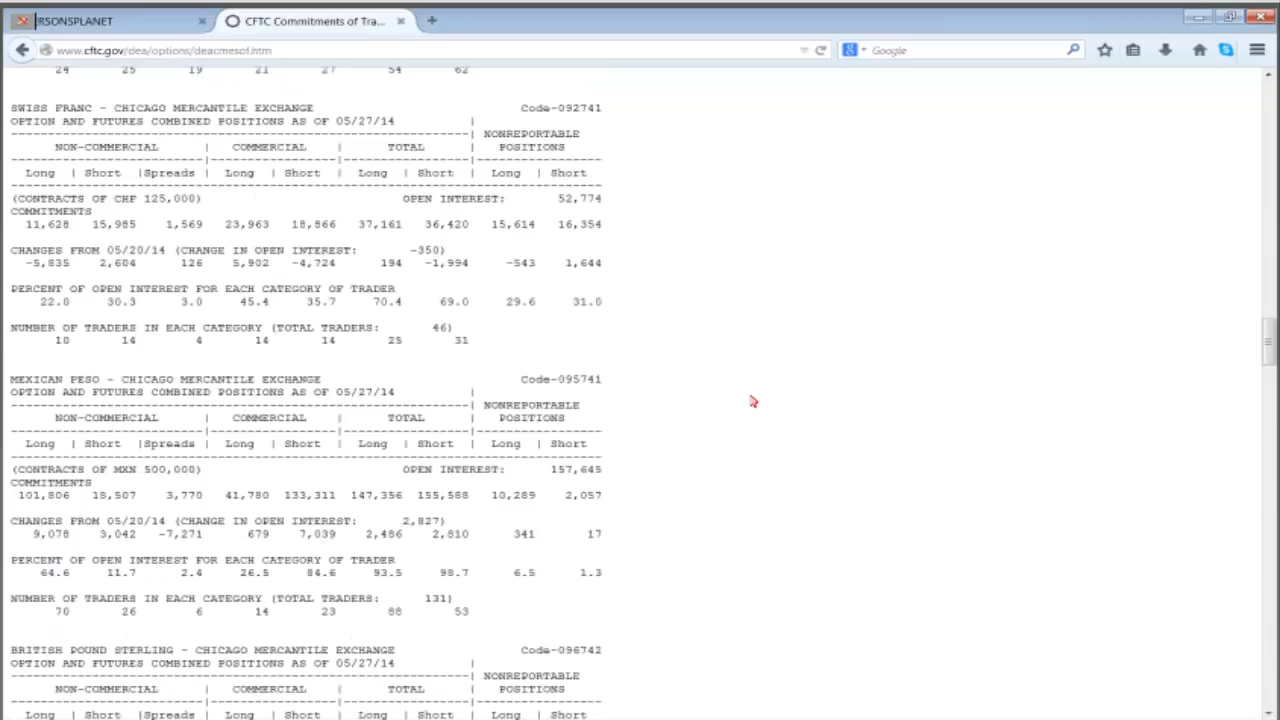 RSONSPLANET
CFTC Commitments of Tra...
www.cftc.gov/dea/options/deacmesof.htm
Google
24 25 19 21 27 54 62
SWISS FRANC - CHICAGO MERCANTILE EXCHANGE Code-092741
OPTION AND FUTURES COMBINED POSITIONS AS OF 05/27/14 |
--------------------------------------------------------------| NONREPORTABLE
NON-COMMERCIAL | COMMERCIAL | TOTAL | POSITIONS
--------------------------|-----------------|-----------------|-----------------
Long | Short |Spreads | Long | Short | Long | Short | Long | Short
--------------------------------------------------------------------------------
(CONTRACTS OF CHF 125,000) OPEN INTEREST: 52,774
COMMITMENTS
11,628 15,985 1,569 23,963 18,866 37,161 36,420 15,614 16,354
CHANGES FROM 05/20/14 (CHANGE IN OPEN INTEREST: -350)
-5,835 2,604 126 5,902 -4,724 194 -1,994 -543 1,644
PERCENT OF OPEN INTEREST FOR EACH CATEGORY OF TRADER
22.0 30.3 3.0 45.4 35.7 70.4 69.0 29.6 31.0
NUMBER OF TRADERS IN EACH CATEGORY (TOTAL TRADERS: 46)
10 14 4 14 14 25 31
MEXICAN PESO - CHICAGO MERCANTILE EXCHANGE Code-095741
OPTION AND FUTURES COMBINED POSITIONS AS OF 05/27/14 |
--------------------------------------------------------------| NONREPORTABLE
NON-COMMERCIAL | COMMERCIAL | TOTAL | POSITIONS
--------------------------|-----------------|-----------------|-----------------
Long | Short |Spreads | Long | Short | Long | Short | Long | Short
--------------------------------------------------------------------------------
(CONTRACTS OF MXN 500,000) OPEN INTEREST: 157,645
COMMITMENTS
101,806 18,507 3,770 41,780 133,311 147,356 155,588 10,289 2,057
CHANGES FROM 05/20/14 (CHANGE IN OPEN INTEREST: 2,827)
9,078 3,042 -7,271 679 7,039 2,486 2,810 341 17
PERCENT OF OPEN INTEREST FOR EACH CATEGORY OF TRADER
64.6 11.7 2.4 26.5 84.6 93.5 98.7 6.5 1.3
NUMBER OF TRADERS IN EACH CATEGORY (TOTAL TRADERS: 131)
70 26 6 14 23 88 53
BRITISH POUND STERLING - CHICAGO MERCANTILE EXCHANGE Code-096742
OPTION AND FUTURES COMBINED POSITIONS AS OF 05/27/14 |
--------------------------------------------------------------| NONREPORTABLE
NON-COMMERCIAL | COMMERCIAL | TOTAL | POSITIONS
--------------------------|-----------------|-----------------|-----------------
Long | Short |Spreads | Long | Short | Long | Short | Long | Short